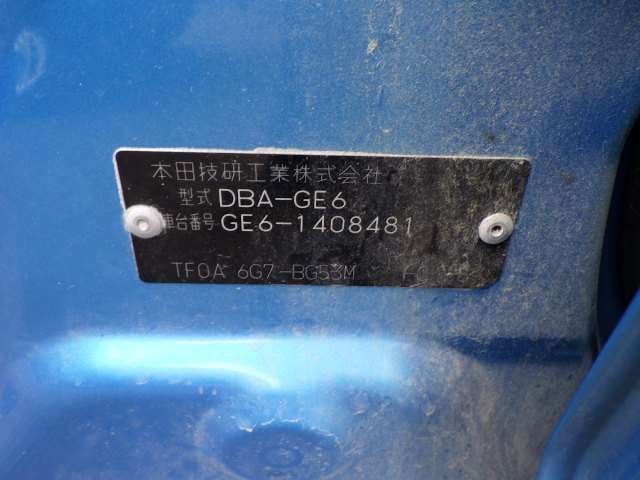 本田技研工業株式会社
型式 DBA-GE6
車台番号 GE6-1408481
TF0A 6G7-BG53M